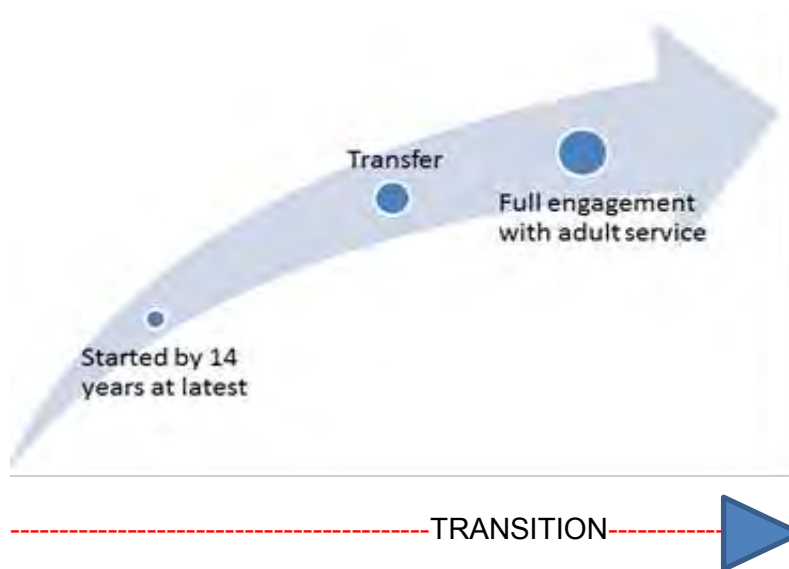 Transfer
Full engagement
with adult service
Started by 14
years at latest
TRANSITION